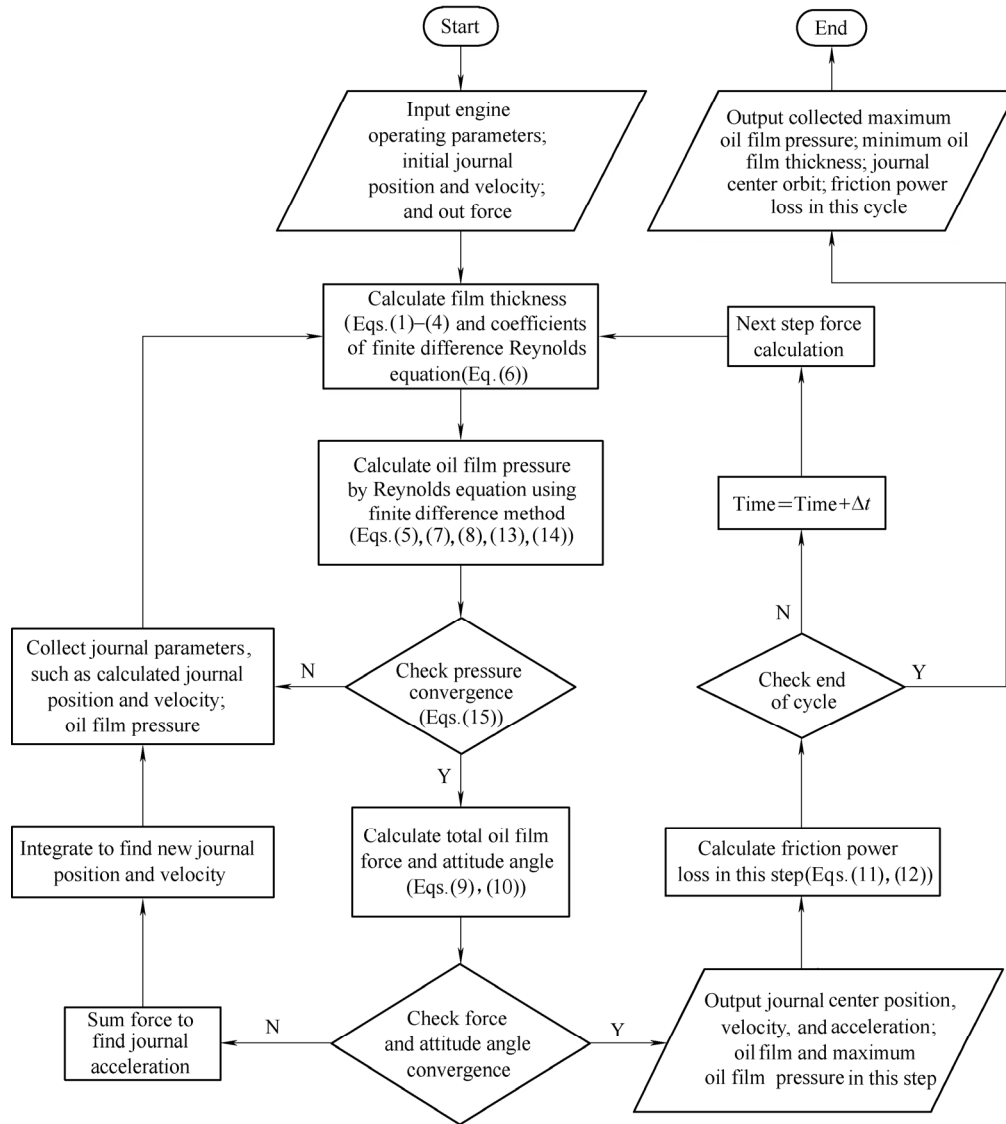 Start
End
Input engine
operating parameters;
initial journal
position and velocity;
and out force
Output collected maximum
oil film pressure; minimum oil
film thickness; journal
center orbit; friction power
loss in this cycle
Calculate film thickness
(Eqs.(1)–(4) and coefficients
of finite difference Reynolds
equation(Eq.(6))
Next step force
calculation
Calculate oil film pressure
by Reynolds equation using
finite difference method
(Eqs.(5),(7),(8),(13),(14))
Time=Time+Δt
N
Collect journal parameters,
such as calculated journal
position and velocity;
oil film pressure
N
Check pressure
convergence
(Eqs.(15))
Y
Check end
of cycle
Y
Integrate to find new journal
position and velocity
Calculate total oil film
force and attitude angle
(Eqs.(9), (10))
Calculate friction power
loss in this step(Eqs.(11), (12))
Sum force to
find journal
acceleration
N
Check force
and attitude angle
convergence
Y
Output journal center position,
velocity, and acceleration;
oil film and maximum
oil film pressure in this step